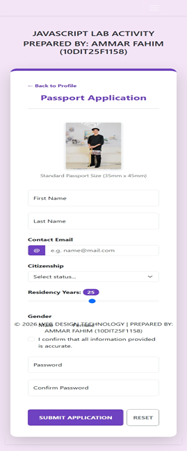 JAVASCRIPT LAB ACTIVITY
PREPARED BY: AMMAR FAHIM
(10DIT25F1158)
← Back to Profile
Passport Application
Standard Passport Size (35mm x 45mm)
First Name
Last Name
Contact Email
@ e.g. name@mail.com
Citizenship
Select status...
Residency Years: 25
Gender
Male Female
© 2026 WEB DESIGN TECHNOLOGY | PREPARED BY:
AMMAR FAHIM (10DIT25F1158)
I confirm that all information provided
is accurate.
Password
Confirm Password
SUBMIT APPLICATION RESET